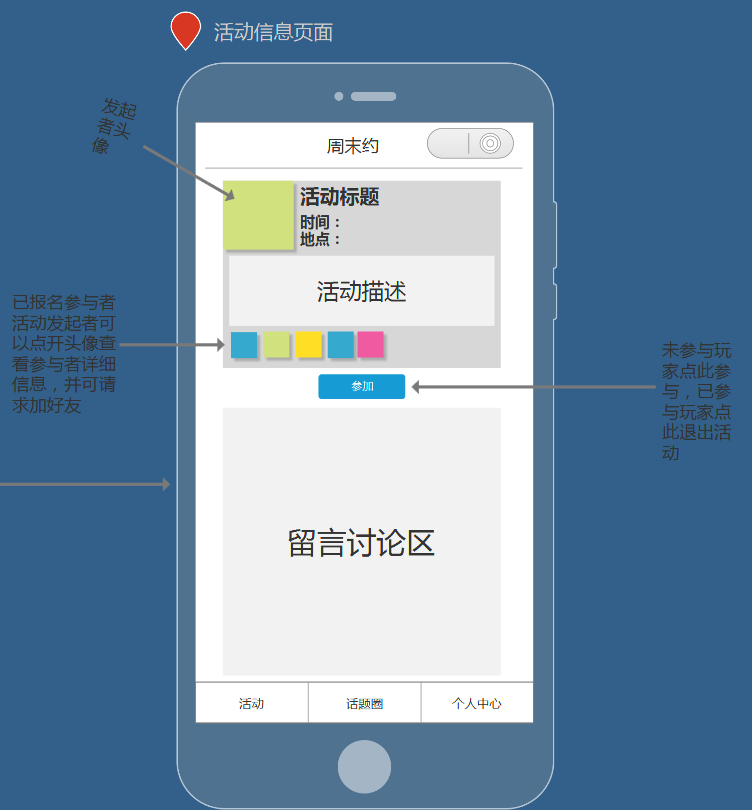 活动信息页面
发起
者头
像
周末约
活动标题
时间：
地点：
活动描述
已报名参与者
活动发起者可
以点开头像查
看参与者详细
信息，并可请
求加好友
参加
未参与玩
家点此参
与，已参
与玩家点
此退出活
动
留言讨论区
活动
话题圈
个人中心